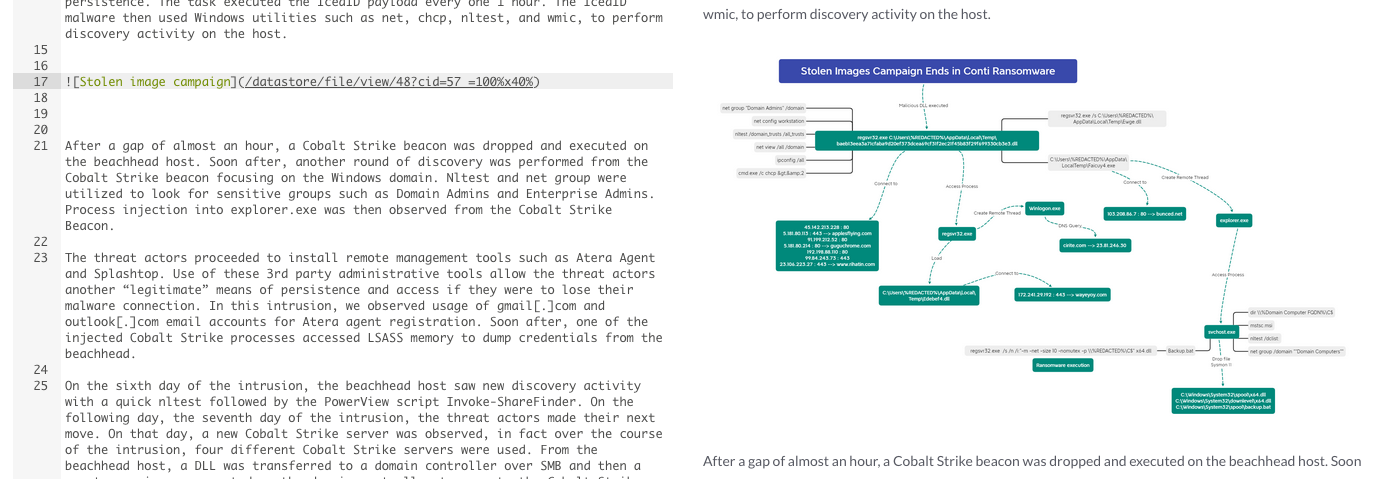 persistence. The task executed the IcedID payload every one 1 hour. The IcedID
malware then used Windows utilities such as net, chcp, nltest, and wmic, to perform
discovery activity on the host.
15
16
17 ![Stolen image campaign](/datastore/file/view/48?cid=57 =100%x40%)
18
19
20
21 After a gap of almost an hour, a Cobalt Strike beacon was dropped and executed on
the beachhead host. Soon after, another round of discovery was performed from the
Cobalt Strike beacon focusing on the Windows domain. Nltest and net group were
utilized to look for sensitive groups such as Domain Admins and Enterprise Admins.
Process injection into explorer.exe was then observed from the Cobalt Strike
Beacon.
22
23 The threat actors proceeded to install remote management tools such as Atera Agent
and Splashtop. Use of these 3rd party administrative tools allow the threat actors
another “legitimate” means of persistence and access if they were to lose their
malware connection. In this intrusion, we observed usage of gmail[.]com and
outlook[.]com email accounts for Atera agent registration. Soon after, one of the
injected Cobalt Strike processes accessed LSASS memory to dump credentials from the
beachhead.
24
25 On the sixth day of the intrusion, the beachhead host saw new discovery activity
with a quick nltest followed by the PowerView script Invoke-ShareFinder. On the
following day, the seventh day of the intrusion, the threat actors made their next
move. On that day, a new Cobalt Strike server was observed, in fact over the course
of the intrusion, four different Cobalt Strike servers were used. From the
beachhead host, a DLL was transferred to a domain controller over SMB and then a
wmic, to perform discovery activity on the host.
Stolen Images Campaign Ends in Conti Ransomware
Malicious DLL executed
net group "Domain Admins" /domain
net config workstation
nltest /domain_trusts /all_trusts
net view /all /domain
ipconfig /all
cmd.exe /c chcp &gt;&amp;2
regsvr32.exe C:\Users\%REDACTED%\AppData\Local\Temp\
regsvr32.exe /s C:\Users\%REDACTED%\
AppData\Local\Temp\Ewge.dll
C:\Users\%REDACTED%\AppData\
LocalTemp\Faicuy4.exe
Connect to
Access Process
Connect to
Create Remote Thread
45.142.213.228 : 80
5.181.80.113 : 443 --> applesflying.com
91.199.212.52 : 80
5.181.80.214 : 80 --> guguchrome.com
192.198.88.110 : 80
99.84.243.75 : 443
23.106.223.27 : 443 --> www.rihatin.com
regsvr32.exe
Create Remote Thread
Winlogon.exe
DNS Query
cirite.com --> 23.81.246.30
103.208.86.7 : 80 --> bunced.net
explorer.exe
Load
Connect to
C:\Users\%REDACTED%\AppData\Local\
Temp\Edebef4.dll
172.241.29.192 : 443 --> wayeyoy.com
Access Process
svchost.exe
dir \\%Domain Computer FQDN%\C$
mstsc msi
nltest /dclist
net group /domain ""Domain Computers""
regsvr32.exe /s /n /i:"-m -net -size 10 -nomutex -p \\%REDACTED%\C$" x64.dll
Backup.bat
Ransomware execution
Drop file
Sysmon 11
C:\Windows\System32\spool\x64.dll
C:\Windows\System32\downlevel\x64.dll
C:\Windows\System32\spool\backup.bat
After a gap of almost an hour, a Cobalt Strike beacon was dropped and executed on the beachhead host. Soon